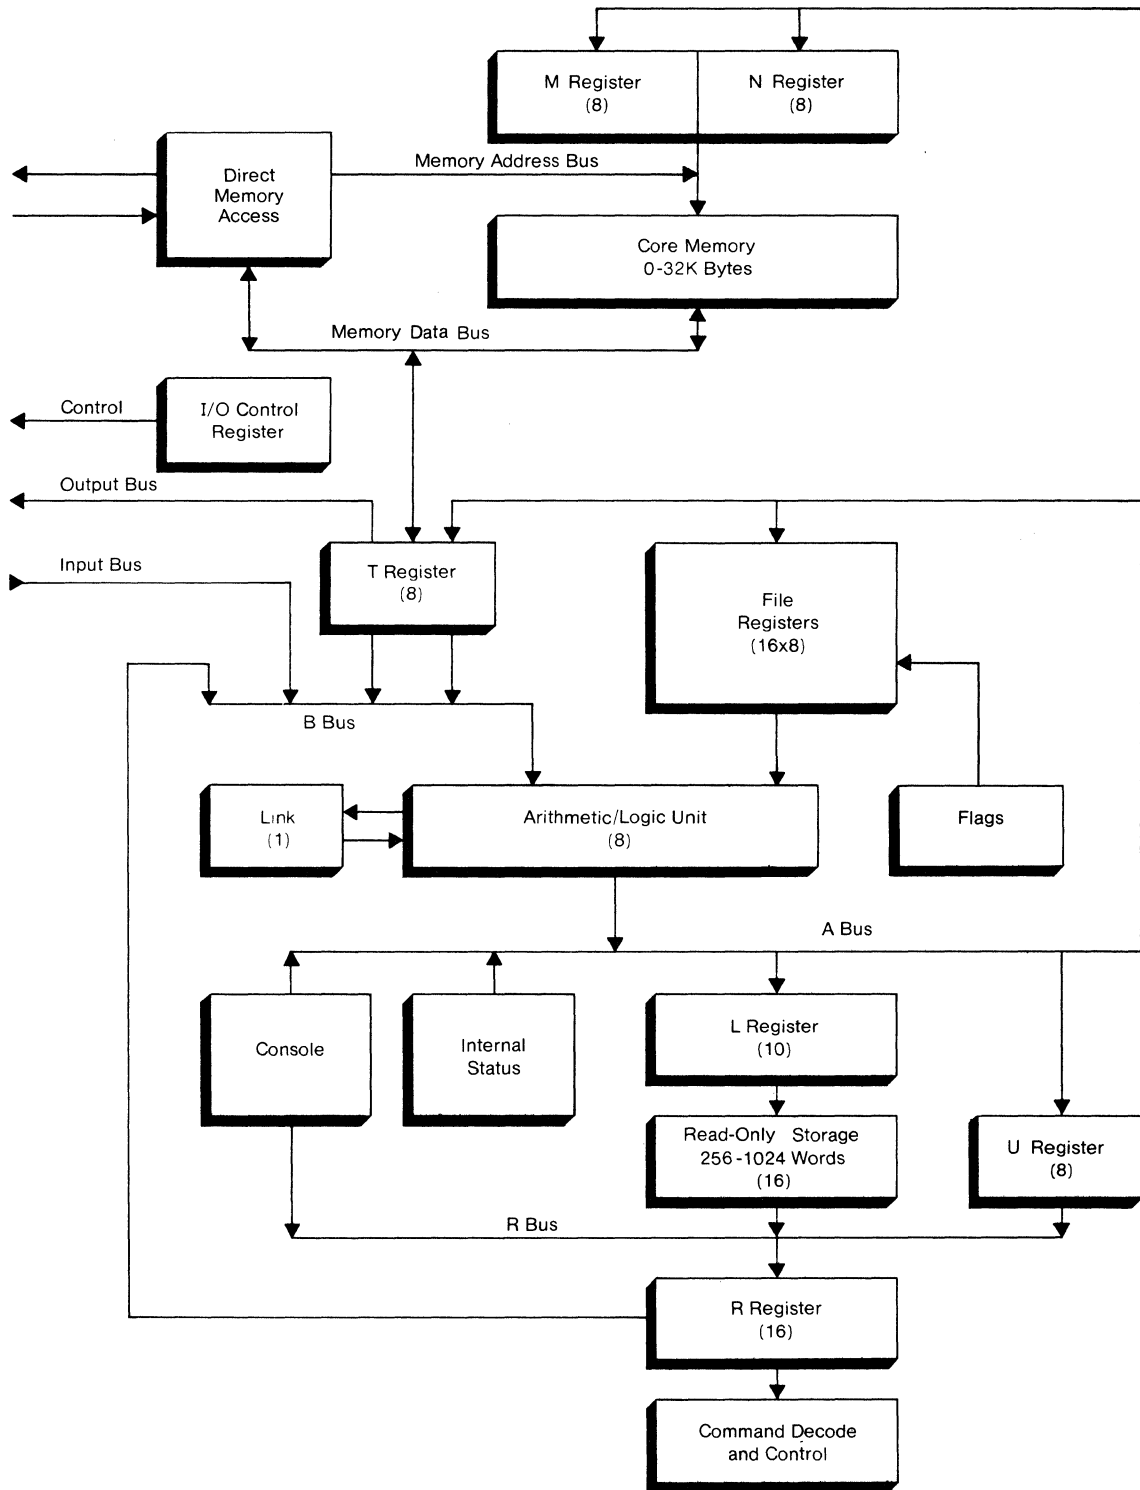 M Register
(8)
N Register
(8)
Direct
Memory
Access
Memory Address Bus
Core Memory
0-32K Bytes
Memory Data Bus
Control
I/O Control
Register
Output Bus
Input Bus
T Register
(8)
File
Registers
(16x8)
B Bus
Link
(1)
Arithmetic/Logic Unit
(8)
Flags
A Bus
Console
Internal
Status
L Register
(10)
Read-Only Storage
256-1024 Words
(16)
U Register
(8)
R Bus
R Register
(16)
Command Decode
and Control